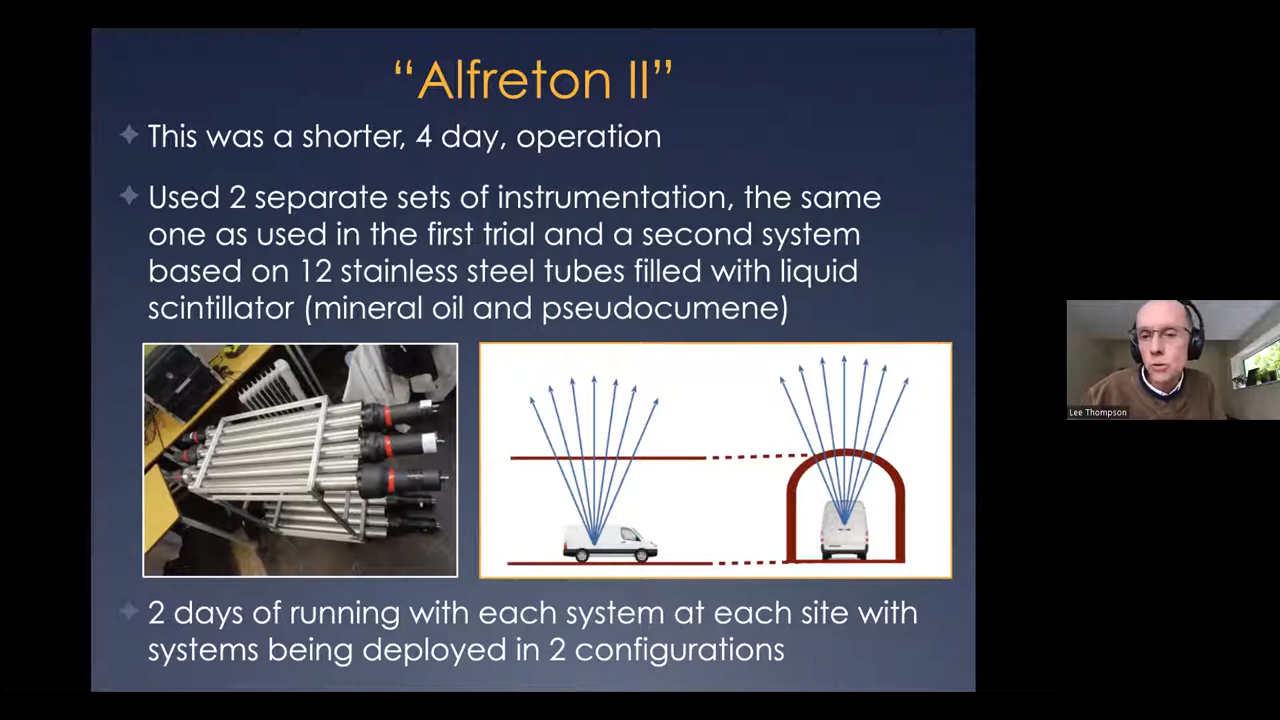 “Alfreton II”
This was a shorter, 4 day, operation
Used 2 separate sets of instrumentation, the same
one as used in the first trial and a second system
based on 12 stainless steel tubes filled with liquid
scintillator (mineral oil and pseudocumene)
Lee Thompson
2 days of running with each system at each site with
systems being deployed in 2 configurations